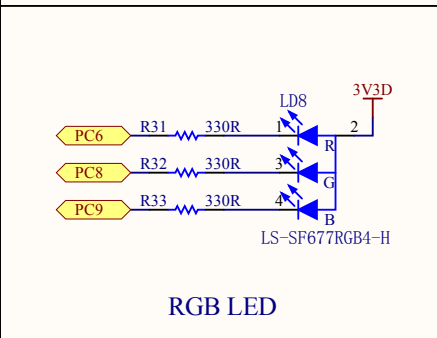 LD8
3V3D
PC6 R31 330R 1 R 2
PC8 R32 330R 3 G
PC9 R33 330R 4 B
LS-SF677RGB4-H
RGB LED